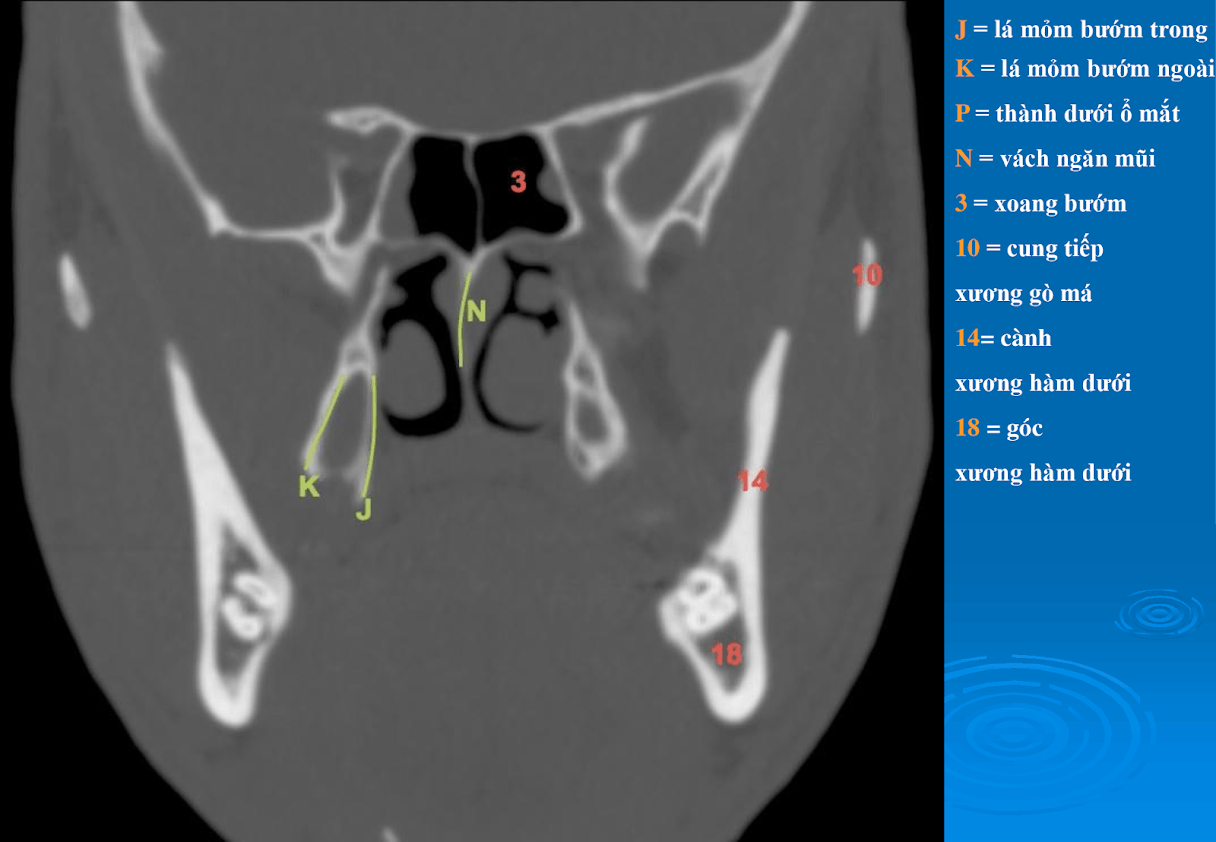 J = lá mỏm bướm trong
K = lá mỏm bướm ngoài
P = thành dưới ổ mắt
N = vách ngăn mũi
3 = xoang bướm
10 = cung tiếp
xương gò má
14= cành
xương hàm dưới
18 = góc
xương hàm dưới
3
10
N
K
J
14
18